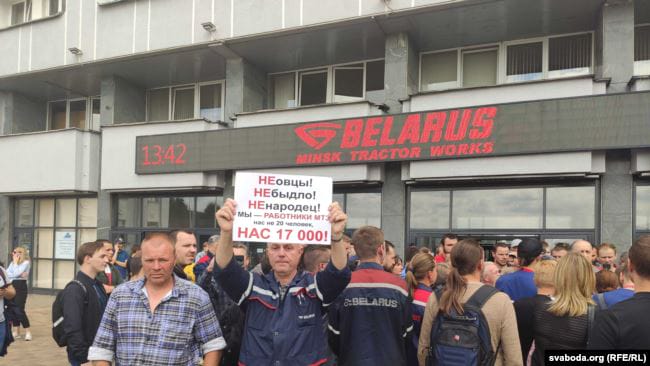 BELARUS
13:42
MINSK TRACTOR WORKS
НЕовцы!
НЕбыдло!
НЕнародец!
МЫ — РАБОТНИКИ МТЗ
нас не 20 человек,
НАС 17 000!
BELARUS
svaboda.org (RFE/RL)